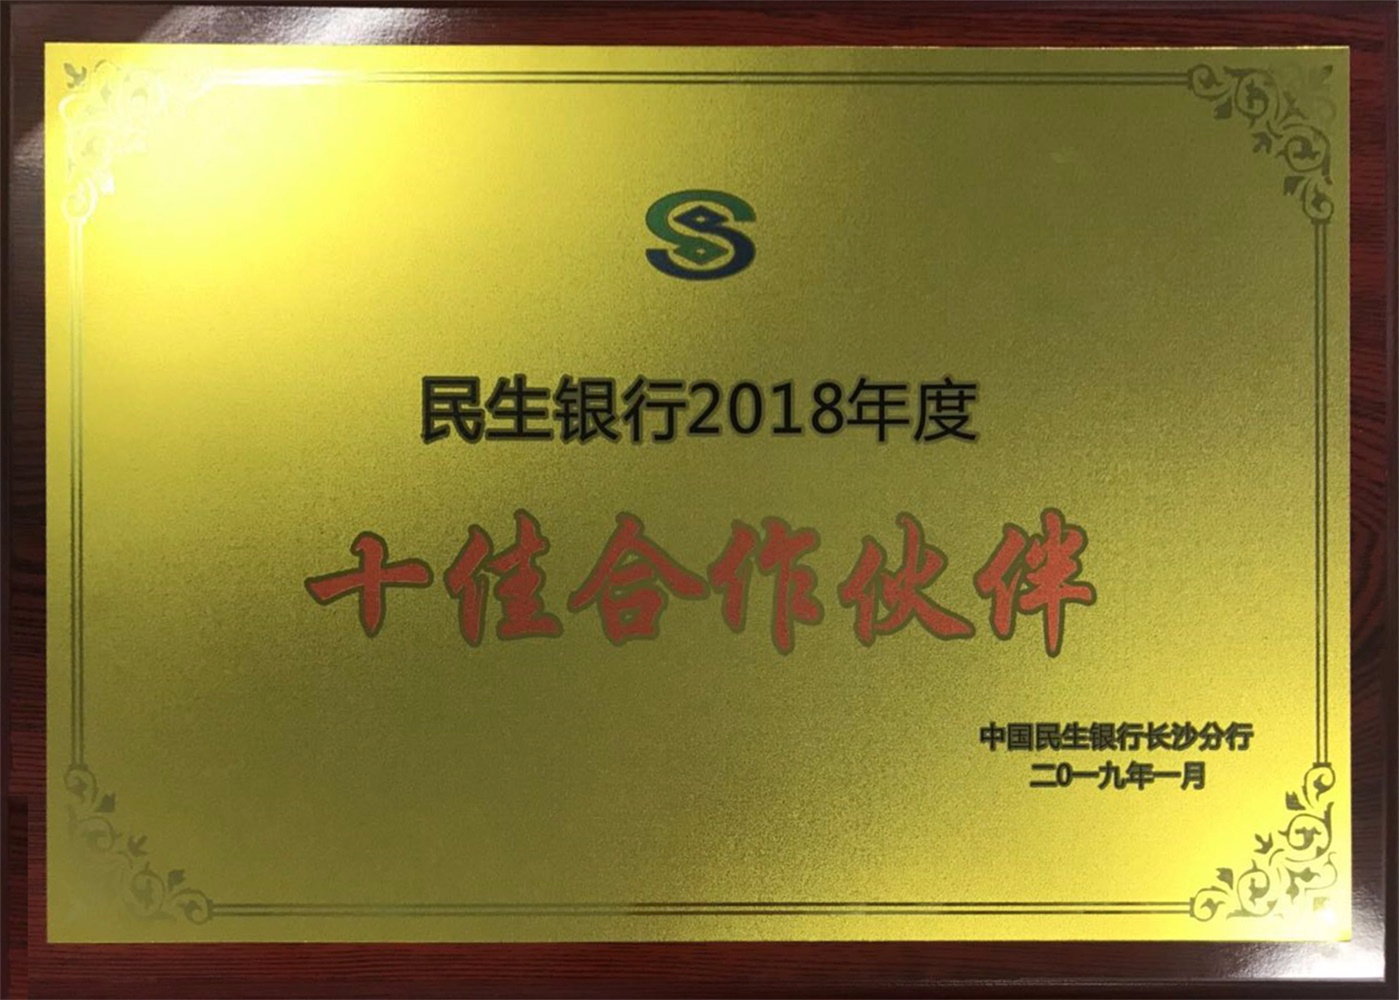 民生银行2018年度
十佳合作伙伴
中国民生银行长沙分行
二0一九年一月